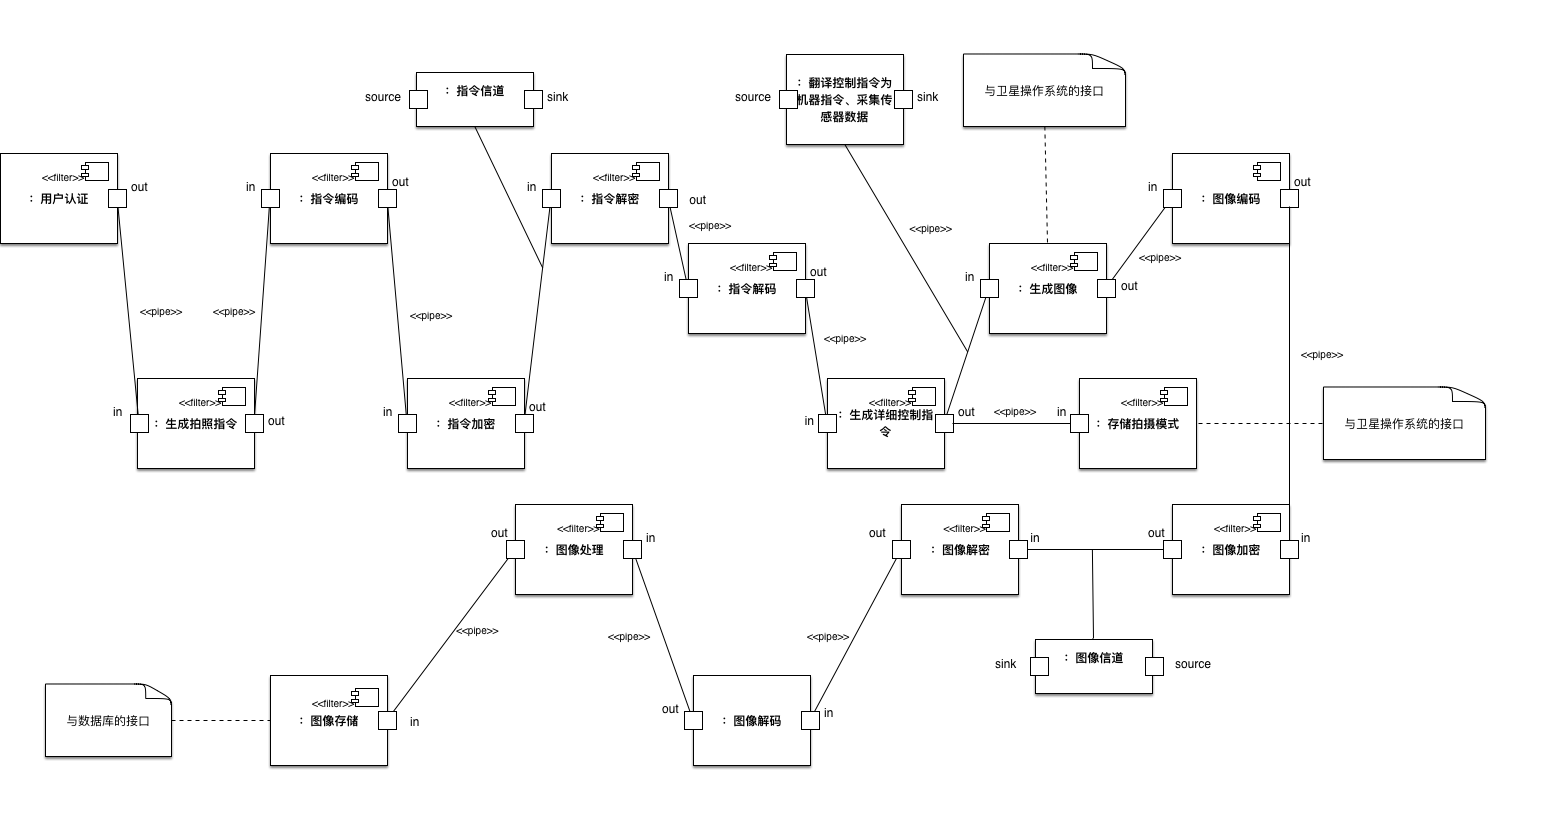 source
：指令信道
sink
source
：翻译控制指令为
机器指令、采集传
感器数据
sink
与卫星操作系统的接口
<<filter>>
：用户认证
out
in
<<filter>>
：指令编码
out
in
<<filter>>
：指令解密
out
<<pipe>>
<<pipe>>
in
：图像编码
out
in
<<filter>>
：指令解码
out
in
<<filter>>
：生成图像
out
<<pipe>>
<<pipe>>
<<pipe>>
<<pipe>>
<<pipe>>
<<pipe>>
in
<<filter>>
：生成拍照指令
out
in
<<filter>>
：指令加密
out
in
<<filter>>
：生成详细控制指
令
out
<<pipe>>
in
<<filter>>
：存储拍摄模式
与卫星操作系统的接口
out
<<filter>>
：图像处理
in
out
<<filter>>
：图像解密
in
out
<<filter>>
：图像加密
in
<<pipe>>
<<pipe>>
<<pipe>>
sink
：图像信道
source
与数据库的接口
<<filter>>
：图像存储
in
out
：图像解码
in